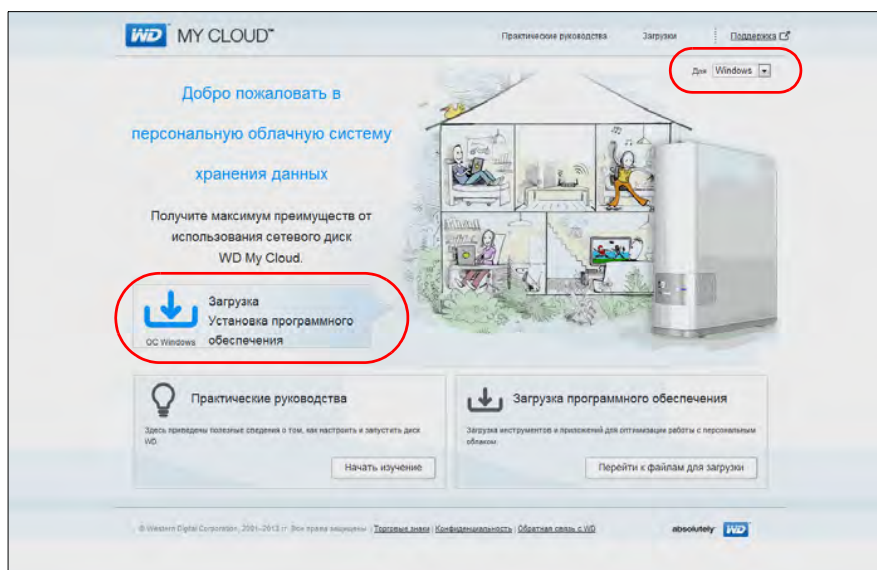 WD MY CLOUD™
Практические руководства
Загрузки
Поддержка
Для Windows
Добро пожаловать в
персональную облачную систему
хранения данных
Получите максимум преимуществ от
использования сетевого диск
WD My Cloud.
Загрузка
Установка программного
обеспечения
ОС Windows
Практические руководства
Здесь приведены полезные сведения о том, как настроить и запустить диск
WD.
Начать изучение
Загрузка программного обеспечения
Загрузка инструментов и приложений для оптимизации работы с персональным
облаком.
Перейти к файлам для загрузки
© Western Digital Corporation, 2001-2013 гг. Все права защищены. | Торговые знаки | Конфиденциальность | Обратная связь с WD
absolutely WD